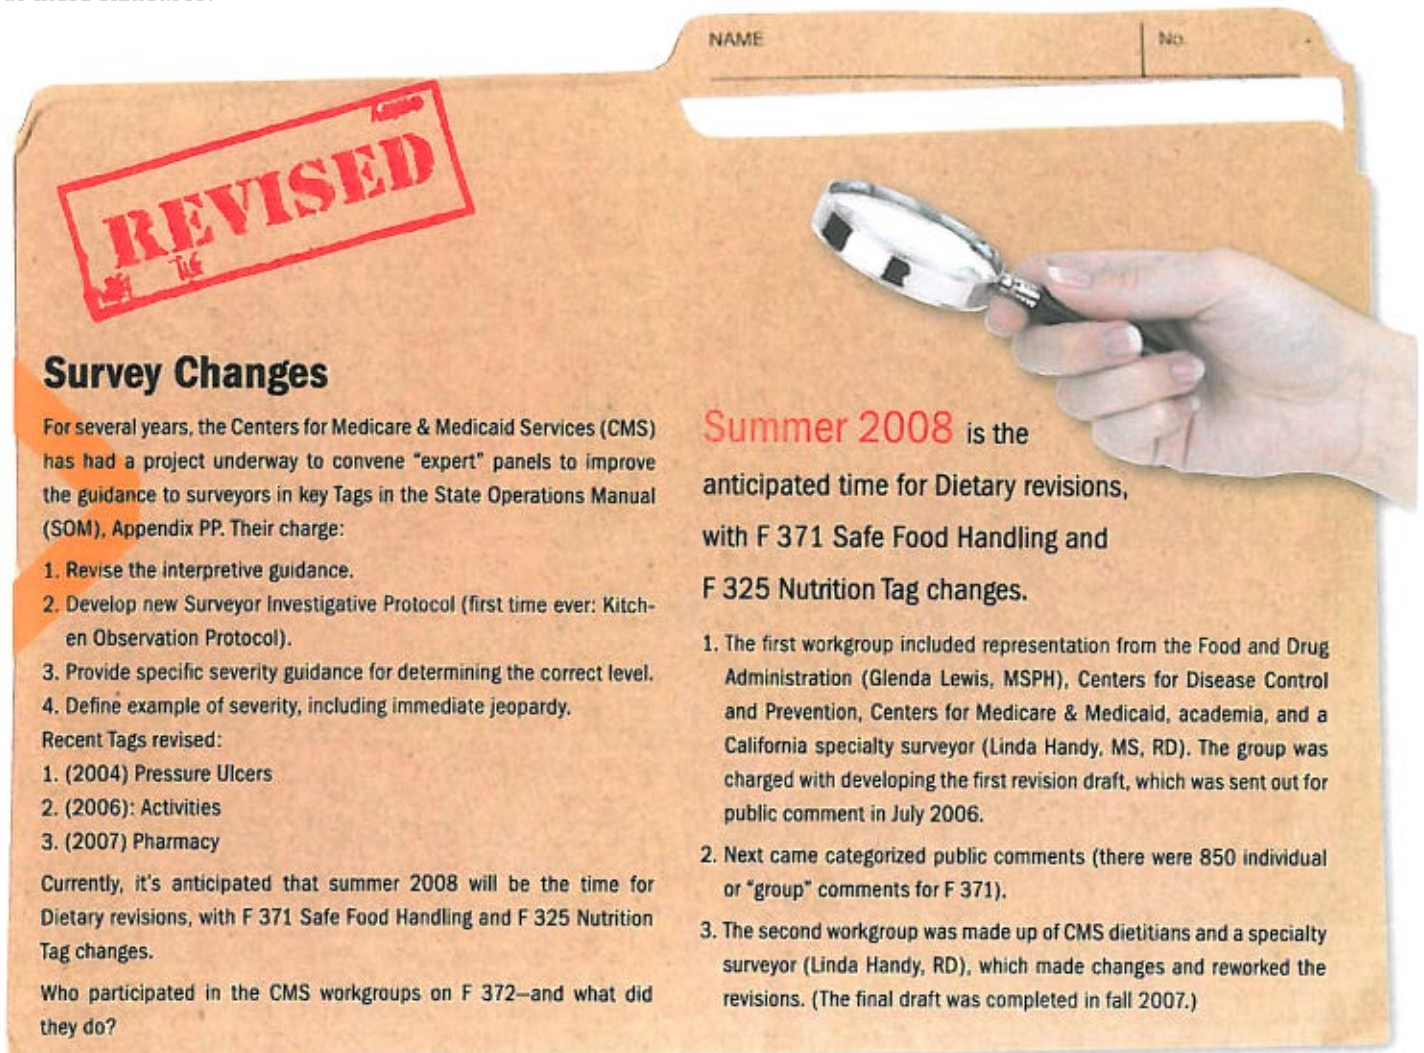 NAME
No.
REVISED
Survey Changes
For several years, the Centers for Medicare & Medicaid Services (CMS)
has had a project underway to convene “expert” panels to improve
the guidance to surveyors in key Tags in the State Operations Manual
(SOM), Appendix PP. Their charge:
1. Revise the interpretive guidance.
2. Develop new Surveyor Investigative Protocol (first time ever: Kitch-
en Observation Protocol).
3. Provide specific severity guidance for determining the correct level.
4. Define example of severity, including immediate jeopardy.
Recent Tags revised:
1. (2004) Pressure Ulcers
2. (2006): Activities
3. (2007) Pharmacy
Currently, it's anticipated that summer 2008 will be the time for
Dietary revisions, with F 371 Safe Food Handling and F 325 Nutrition
Tag changes.
Who participated in the CMS workgroups on F 372–and what did
they do?
Summer 2008 is the
anticipated time for Dietary revisions,
with F 371 Safe Food Handling and
F 325 Nutrition Tag changes.
1. The first workgroup included representation from the Food and Drug
Administration (Glenda Lewis, MSPH), Centers for Disease Control
and Prevention, Centers for Medicare & Medicaid, academia, and a
California specialty surveyor (Linda Handy, MS, RD). The group was
charged with developing the first revision draft, which was sent out for
public comment in July 2006.
2. Next came categorized public comments (there were 850 individual
or “group” comments for F 371).
3. The second workgroup was made up of CMS dietitians and a specialty
surveyor (Linda Handy, RD), which made changes and reworked the
revisions. (The final draft was completed in fall 2007.)